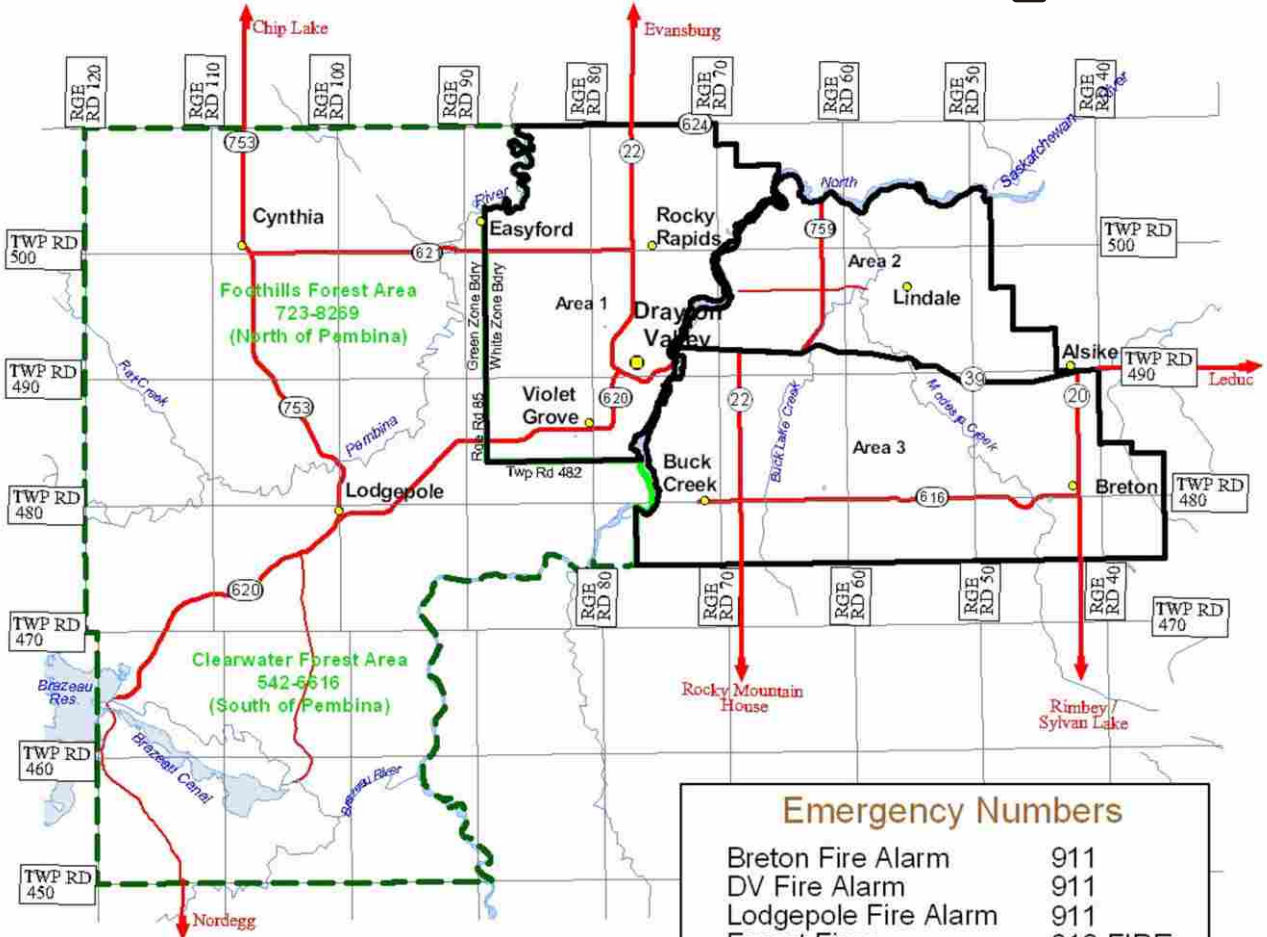 Chip Lake
Evansburg
RGE RD 120
RGE RD 110
RGE RD 100
RGE RD 90
RGE RD 80
RGE RD 70
RGE RD 60
RGE RD 50
RGE RD 40
624
753
22
River
North
Saskatchewan River
Cynthia
Easyford
Rocky
Rapids
759
TWP RD
500
TWP RD
500
621
Area 2
Lindale
Foothills Forest Area
723-8269
(North of Pembina)
Green Zone Bdry
White Zone Bdry
Area 1
Drayton
Valley
Alsike
TWP RD
490
TWP RD
490
Leduc
39
Rat Creek
753
Violet
Grove
620
22
20
Buck Lake Creek
Modeste Creek
Pembina
Rge Rd 85
Area 3
Twp Rd 482
Buck
Creek
616
Breton
Lodgepole
TWP RD
480
TWP RD
480
620
RGE RD 80
RGE RD 70
RGE RD 60
RGE RD 50
RGE RD 40
TWP RD
470
TWP RD
470
Clearwater Forest Area
542-6616
(South of Pembina)
Brazeau
Res.
Rocky Mountain
House
Rimbey /
Sylvan Lake
TWP RD
460
Brazeau Canal
Brazeau River
TWP RD
450
Nordegg
Emergency Numbers
Breton Fire Alarm 911
DV Fire Alarm 911
Lodgepole Fire Alarm 911